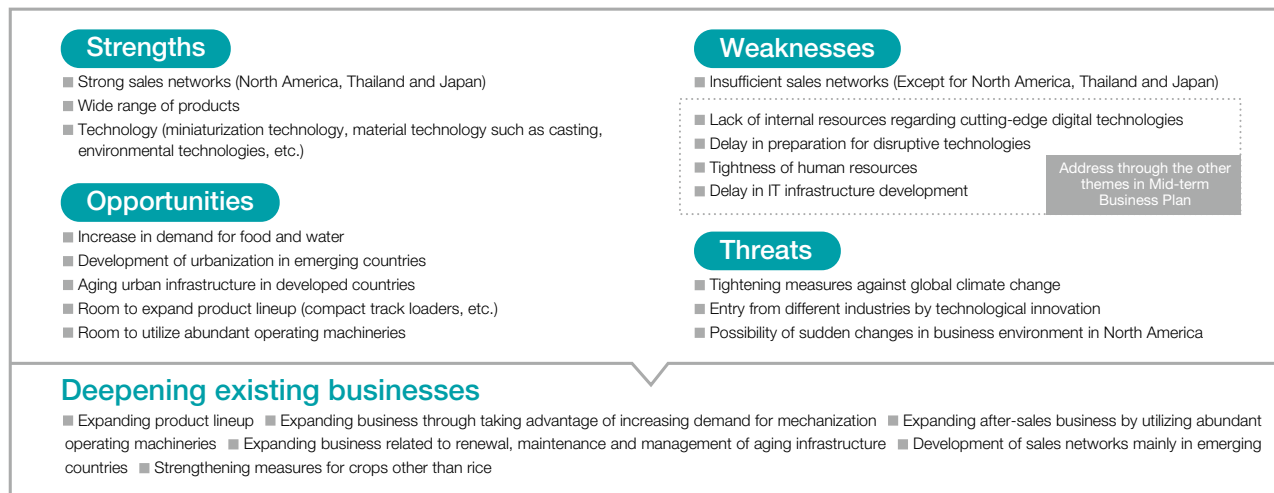 Strengths
■ Strong sales networks (North America, Thailand and Japan)
■ Wide range of products
■ Technology (miniaturization technology, material technology such as casting,
environmental technologies, etc.)
Opportunities
■ Increase in demand for food and water
■ Development of urbanization in emerging countries
■ Aging urban infrastructure in developed countries
■ Room to expand product lineup (compact track loaders, etc.)
■ Room to utilize abundant operating machineries
Weaknesses
■ Insufficient sales networks (Except for North America, Thailand and Japan)
■ Lack of internal resources regarding cutting-edge digital technologies
■ Delay in preparation for disruptive technologies
■ Tightness of human resources
■ Delay in IT infrastructure development
Address through the other
themes in Mid-term
Business Plan
Threats
■ Tightening measures against global climate change
■ Entry from different industries by technological innovation
■ Possibility of sudden changes in business environment in North America
Deepening existing businesses
■ Expanding product lineup ■ Expanding business through taking advantage of increasing demand for mechanization ■ Expanding after-sales business by utilizing abundant
operating machineries ■ Expanding business related to renewal, maintenance and management of aging infrastructure ■ Development of sales networks mainly in emerging
countries ■ Strengthening measures for crops other than rice